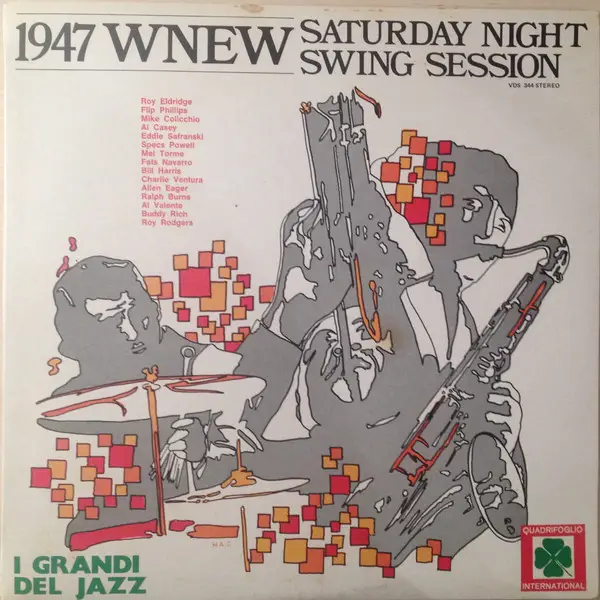 1947 WNEW SATURDAY NIGHT
SWING SESSION
VDS 344 STEREO
Roy Eldridge
Flip Phillips
Mike Colicchio
Al Casey
Eddie Safranski
Specs Powell
Mel Torme
Fats Navarro
Bill Harris
Charlie Ventura
Allen Eager
Ralph Burns
Al Valente
Buddy Rich
Roy Rodgers
I GRANDI
DEL JAZZ
QUADRIFOGLIO
INTERNATIONAL